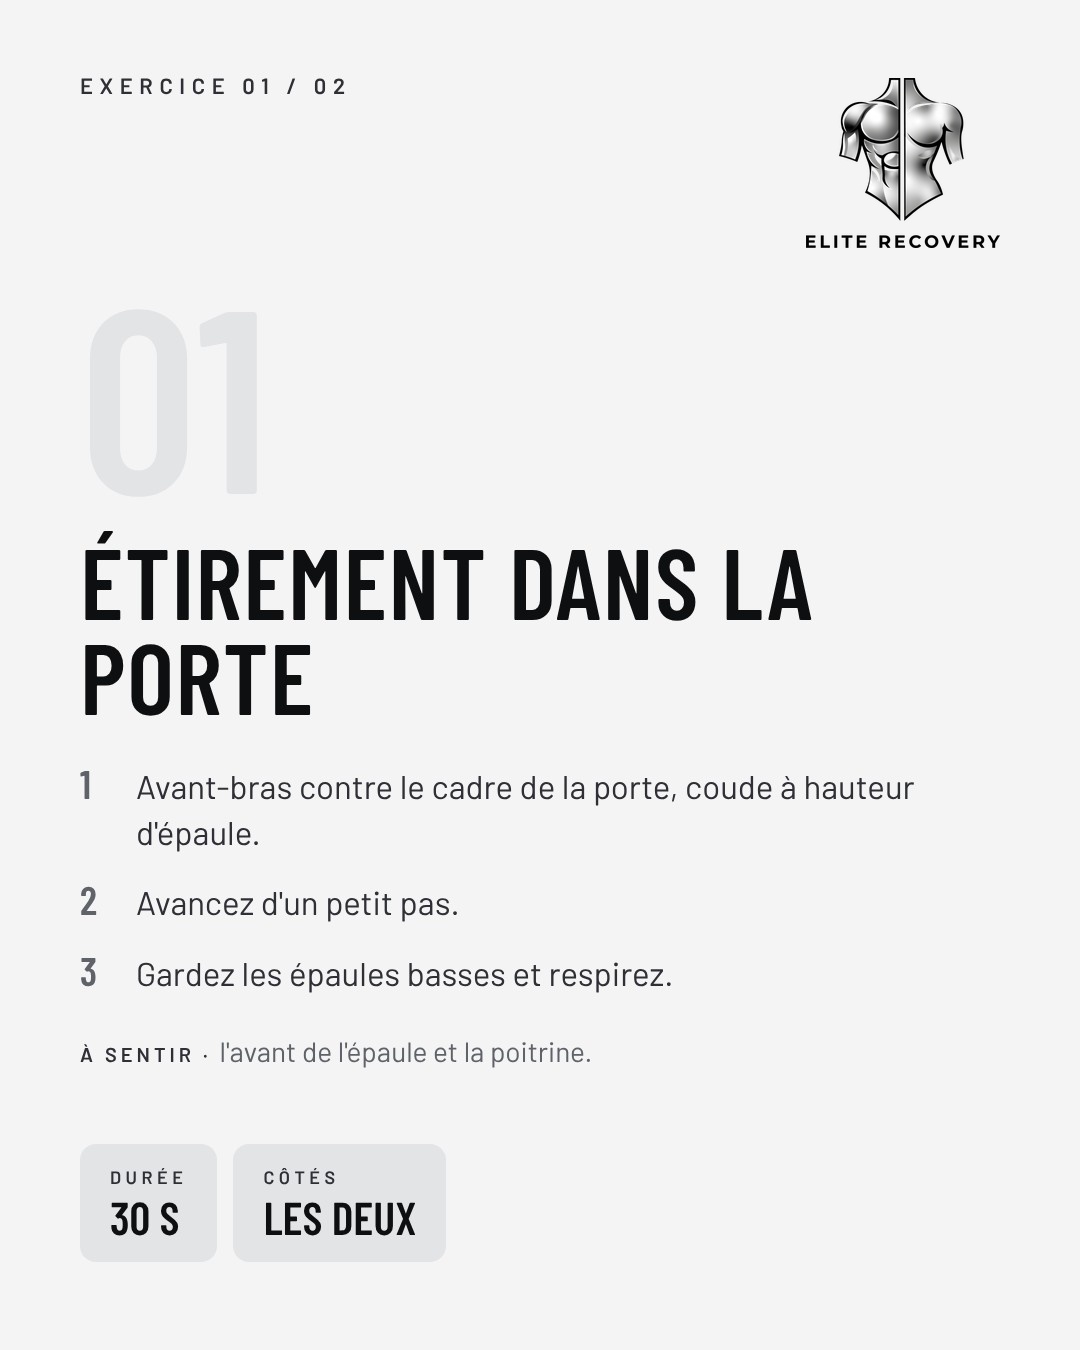 EXERCICE 01 / 02
ELITE RECOVERY
01
ÉTIREMENT DANS LA
PORTE
1 Avant-bras contre le cadre de la porte, coude à hauteur
d'épaule.
2 Avancez d'un petit pas.
3 Gardez les épaules basses et respirez.
À SENTIR · l'avant de l'épaule et la poitrine.
DURÉE
30 S
CÔTÉS
LES DEUX